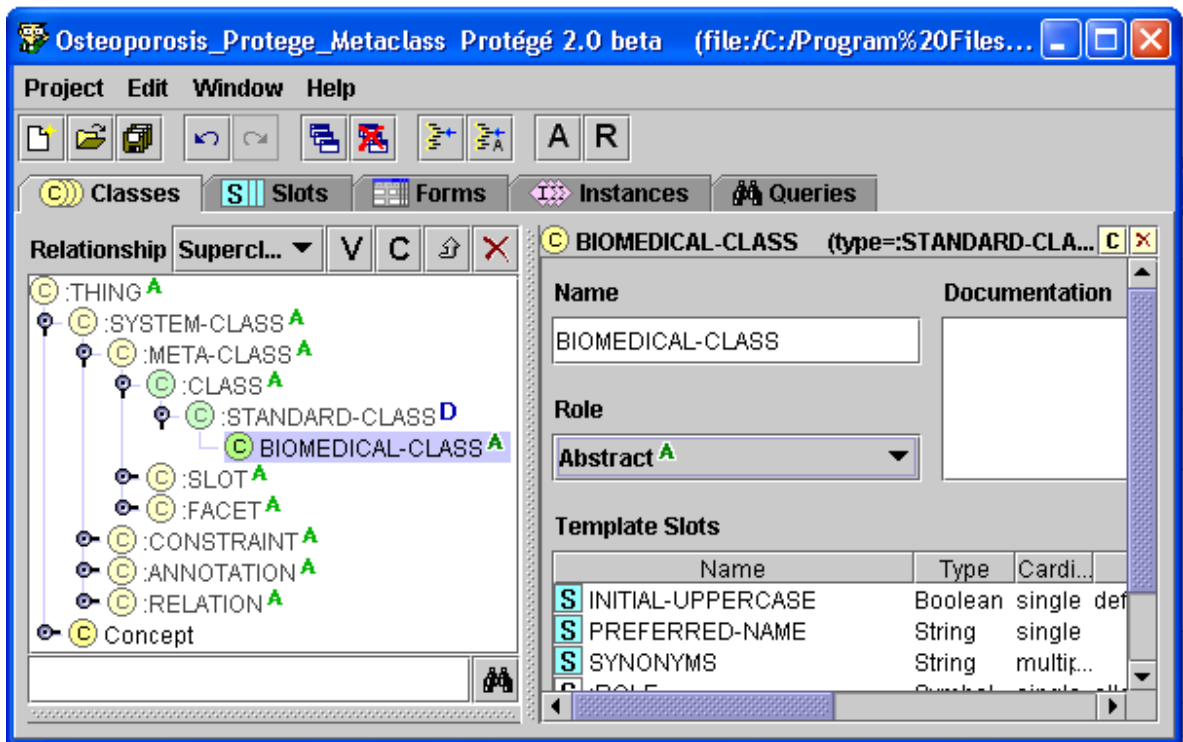 Osteoporosis_Protege_Metaclass Protégé 2.0 beta (file:/C:/Program%20Files...
Project Edit Window Help
A R
C Classes S Slots Forms I Instances Queries
Relationship Supercl... V C
C :THING A
C :SYSTEM-CLASS A
C :META-CLASS A
C :CLASS A
C :STANDARD-CLASS D
C BIOMEDICAL-CLASS A
C :SLOT A
C :FACET A
C :CONSTRAINT A
C :ANNOTATION A
C :RELATION A
C Concept
C BIOMEDICAL-CLASS (type=:STANDARD-CLA... C
Name Documentation
BIOMEDICAL-CLASS
Role
Abstract A
Template Slots
Name Type Cardi...
S INITIAL-UPPERCASE Boolean single def
S PREFERRED-NAME String single
S SYNONYMS String multip...